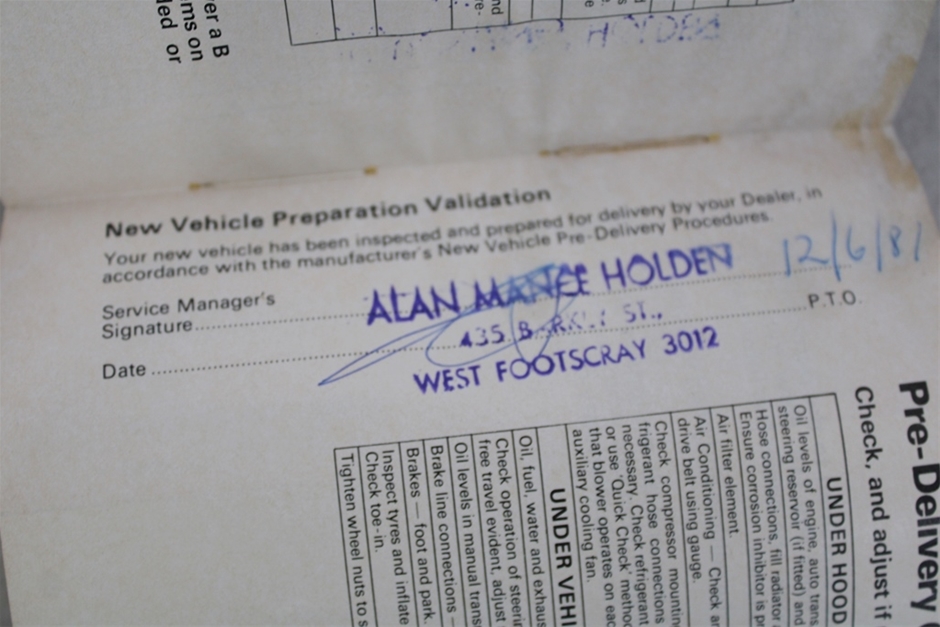 er a B
ms on
led or
nd
re-
e
New Vehicle Preparation Validation
Your new vehicle has been inspected and prepared for delivery by your Dealer, in
accordance with the manufacturer's New Vehicle Pre-Delivery Procedures.
12/6/81
Service Manager's
Signature
ALAN MANCE HOLDEN
435 ST.,
P.T.O.
Date
WEST FOOTSCRAY 3012
Pre-Delivery
Check, and adjust if
UNDER HOOD
Oil levels of engine, auto trans
steering reservoir (if fitted) and
Hose connections, fill radiator
Ensure corrosion inhibitor is p
Air filter element.
Air Conditioning — Check a
drive belt using gauge.
Check compressor mountin
frigerant hose connections
necessary. Check refrigerant
or use 'Quick Check' metho
that blower operates on eac
auxiliary cooling fan.
UNDER VEHI
Oil, fuel, water and exhaus
Check operation of steerin
free travel evident, adjust
Oil levels in manual trans
Brake line connections —
Brakes — foot and park.
Inspect tyres and inflate
Check toe-in.
Tighten wheel nuts to s